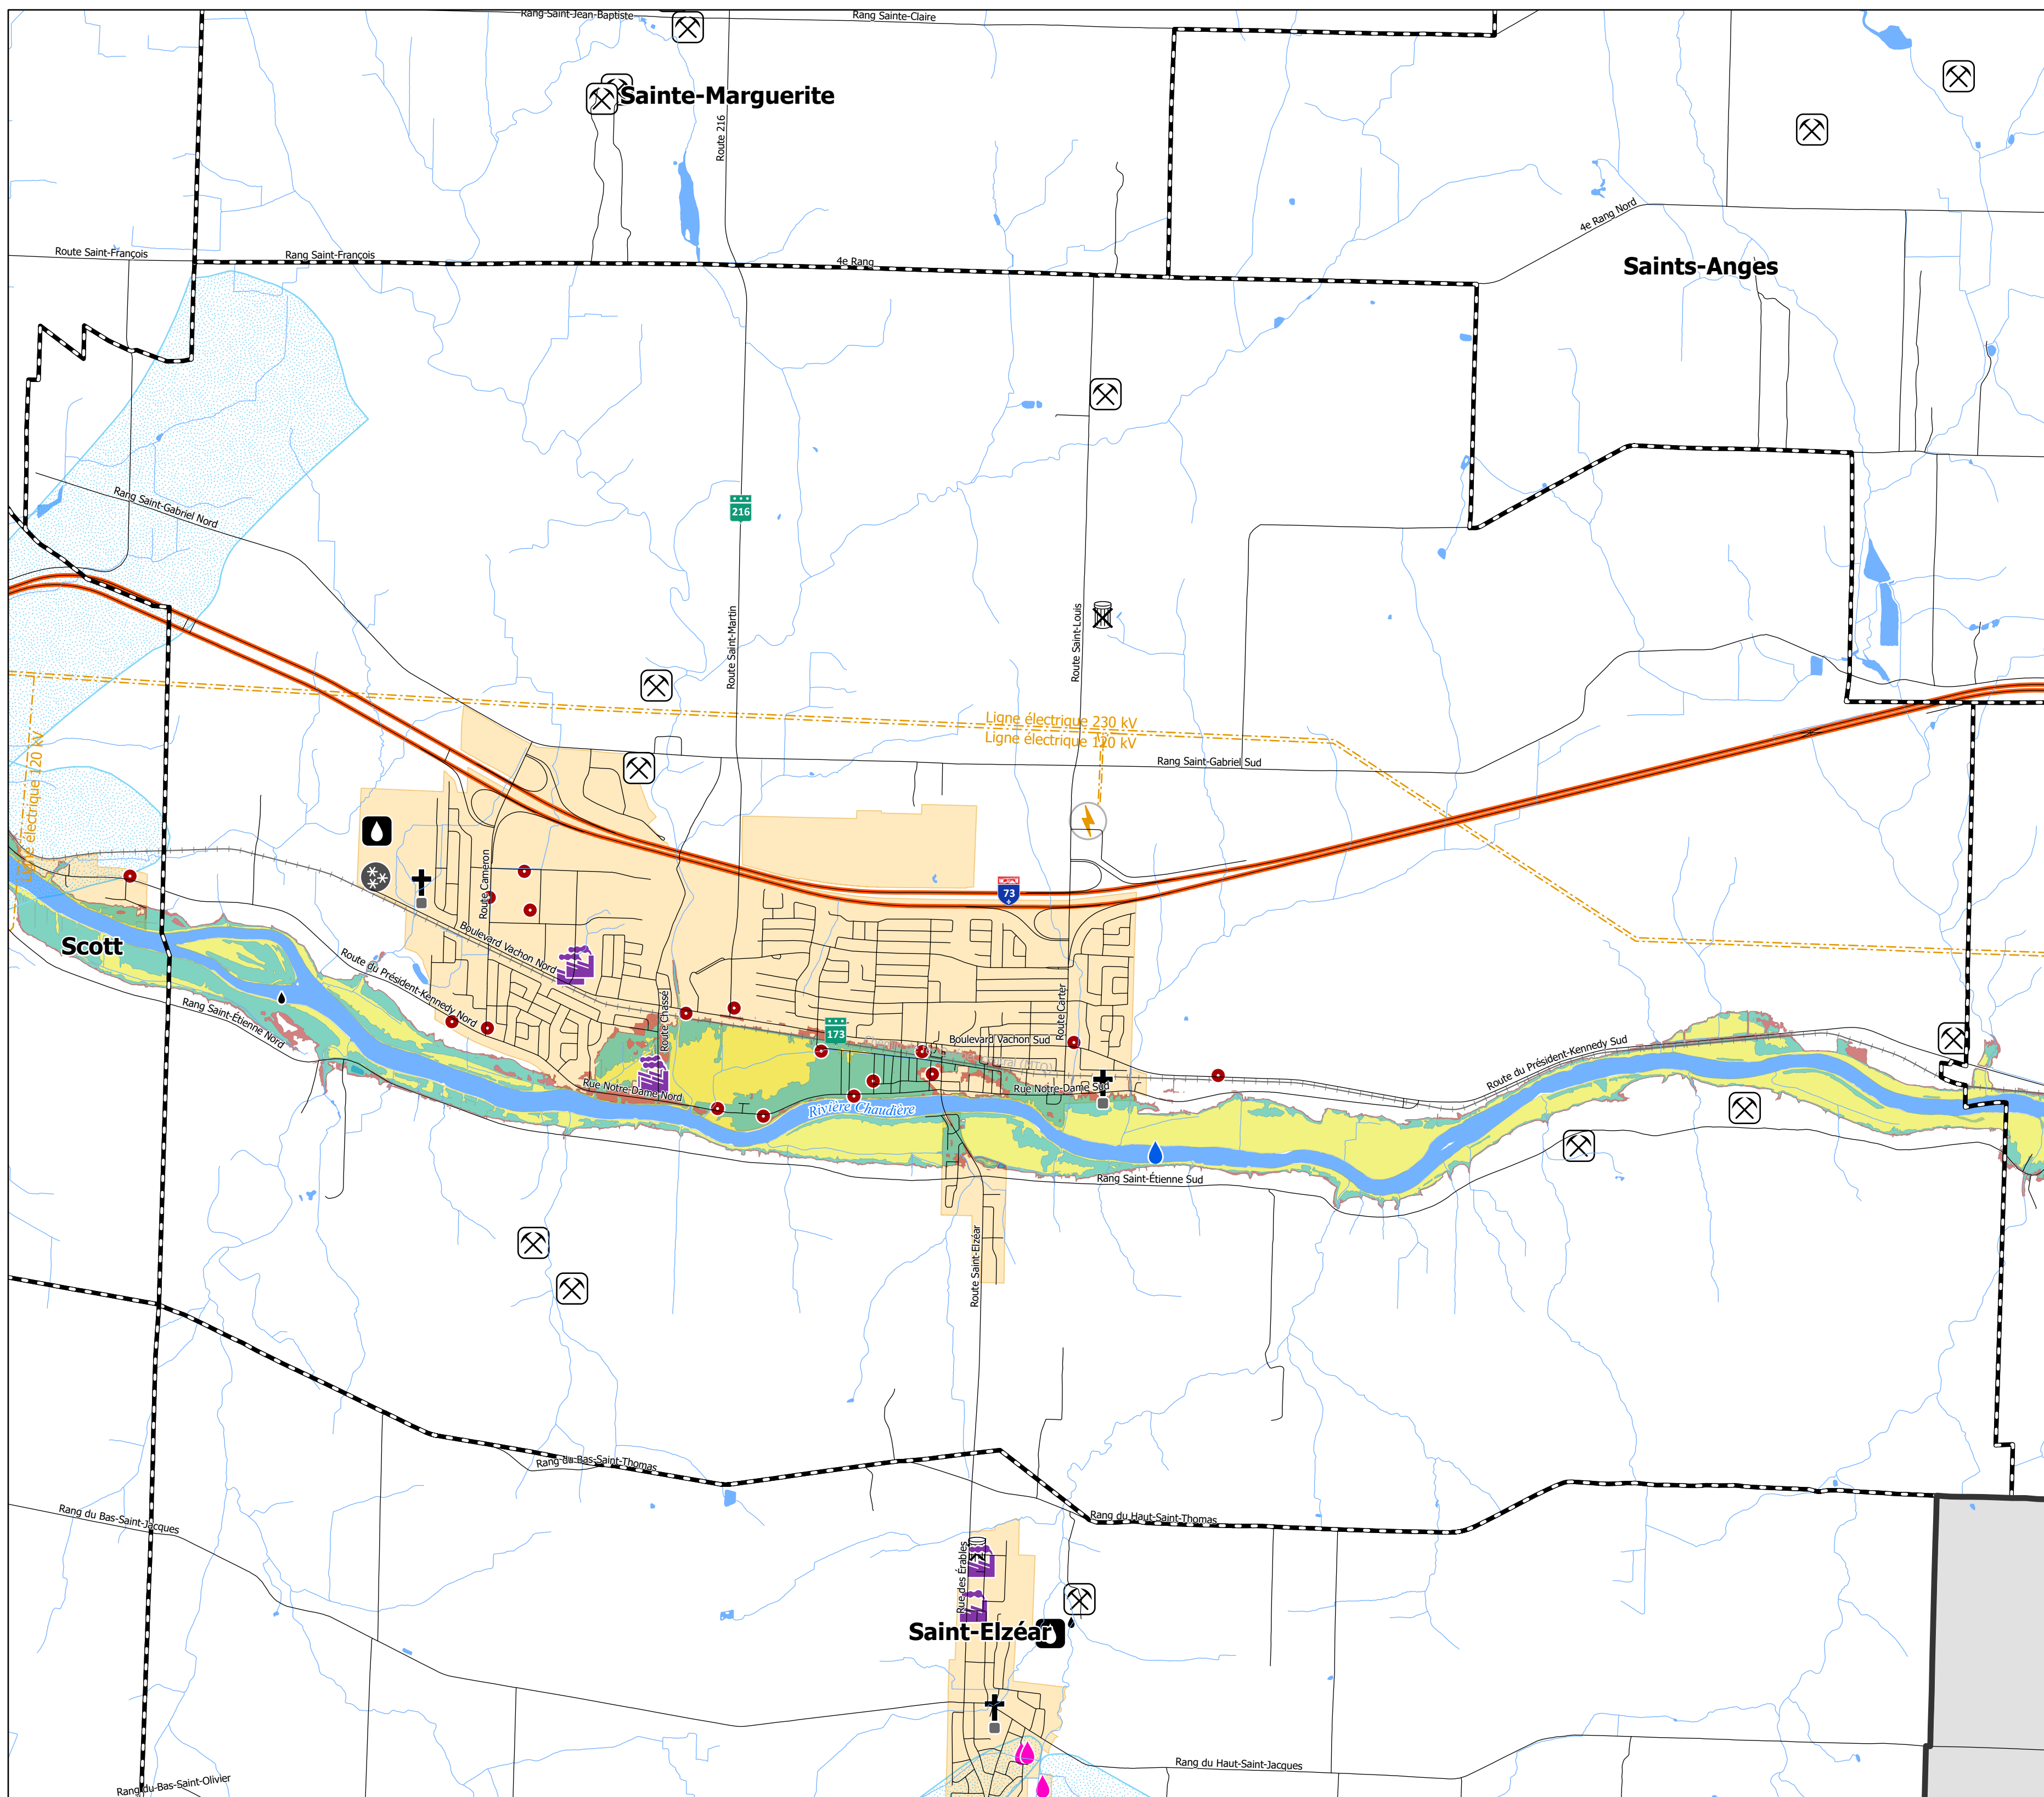 Rang Saint-Jean-Baptiste
Rang Sainte-Claire
Sainte-Marguerite
Route 216
4e Rang Nord
Route Saint-François
Rang Saint-François
4e Rang
Saints-Anges
Rang Saint-Gabriel Nord
216
Route Saint-Martin
Route Saint-Louis
Ligne électrique 230 kV
Ligne électrique 120 kV
Rang Saint-Gabriel Sud
Ligne électrique 120 kV
Route Cameron
73
Boulevard Vachon Nord
Scott
Route du Président-Kennedy Nord
Rang Saint-Étienne Nord
Route Chassé
Route Carter
173
Boulevard Vachon Sud
Route du Président-Kennedy Sud
Rue Notre-Dame Nord
Rue Notre-Dame Sud
Rivière Chaudière
Rang Saint-Étienne Sud
Route Saint-Elzéar
Rang du Bas-Saint-Thomas
Rang du Bas-Saint-Jacques
Rang du Haut-Saint-Thomas
Rue des Érables
Saint-Elzéar
Rang du Haut-Saint-Jacques
Rang du Bas-Saint-Olivier